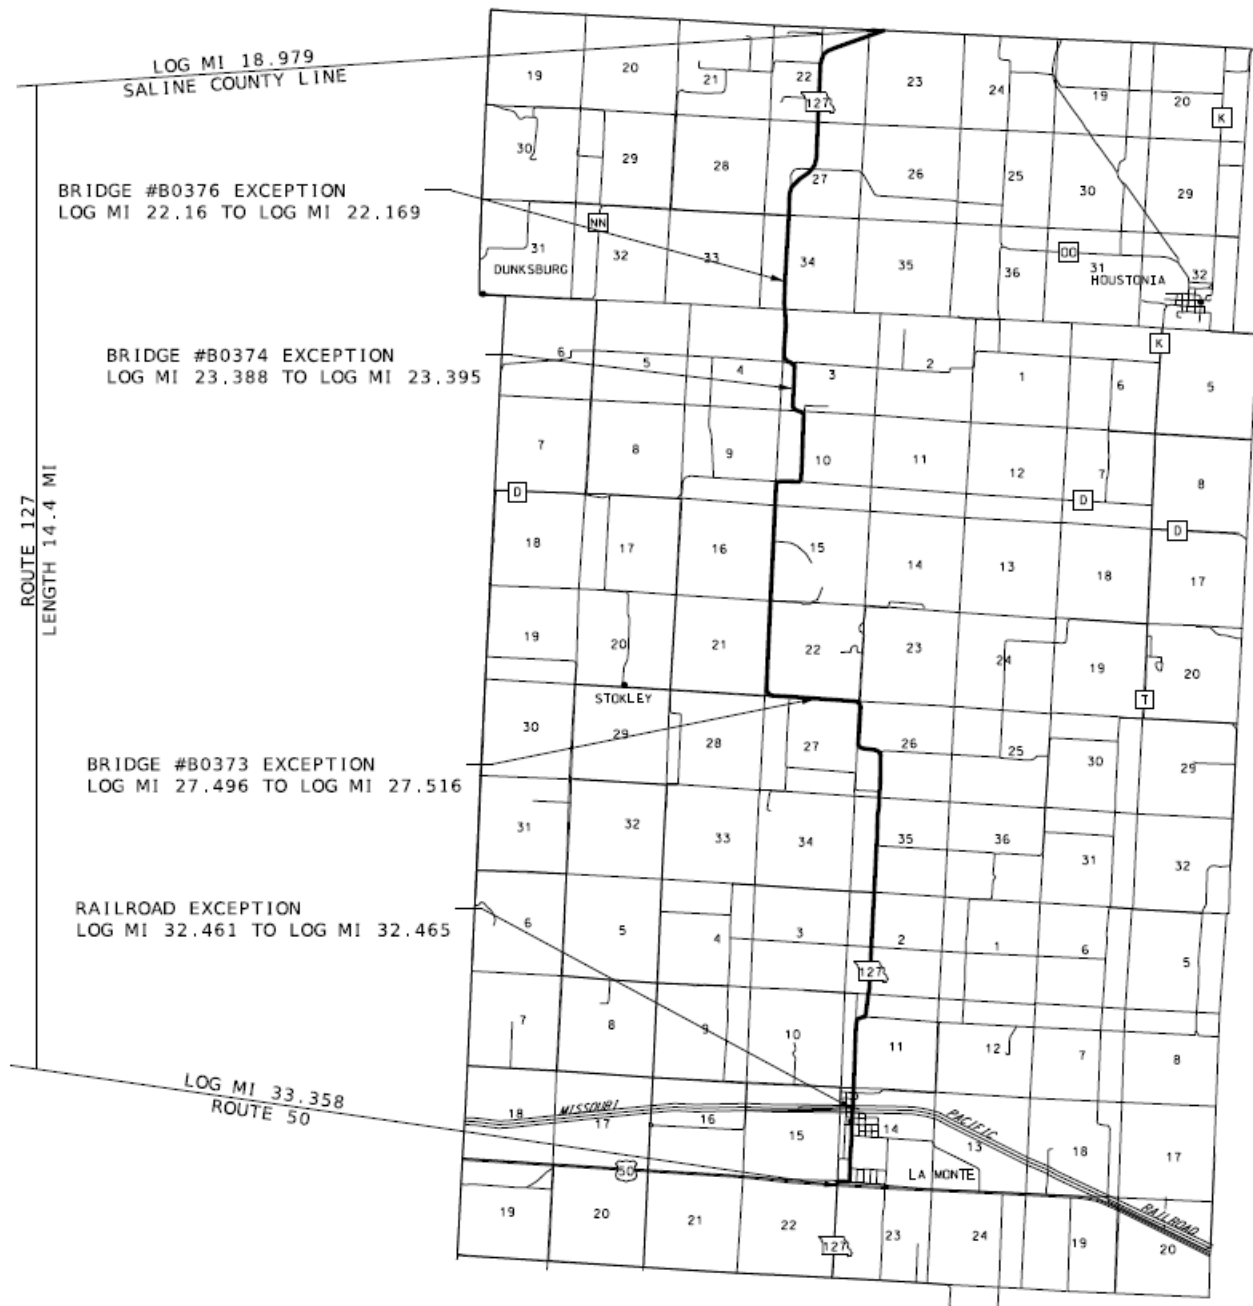 LOG MI 18.979
SALINE COUNTY LINE
19 20 21 22 23 24 19 20
127
K
30 29 28 27 26 25 30 29
BRIDGE #B0376 EXCEPTION
LOG MI 22.16 TO LOG MI 22.169
NN
OO
31 32 33 34 35 36 31 32
DUNKSBURG
HOUSTONIA
K
BRIDGE #B0374 EXCEPTION
LOG MI 23.388 TO LOG MI 23.395
6 5 4 3 2 1 6 5
7 8 9 10 11 12 7 8
D D D
ROUTE 127
LENGTH 14.4 MI
18 17 16 15 14 13 18 17
19 20 21 22 23 24 19 20
STOKLEY
T
30 29 28 27 26 25 30 29
BRIDGE #B0373 EXCEPTION
LOG MI 27.496 TO LOG MI 27.516
31 32 33 34 35 36 31 32
RAILROAD EXCEPTION
LOG MI 32.461 TO LOG MI 32.465
6 5 4 3 2 1 6 5
127
7 8 9 10 11 12 7 8
LOG MI 33.358
ROUTE 50
MISSOURI PACIFIC RAILROAD
18 17 16 15 14 13 18 17
50
LA MONTE
19 20 21 22 23 24 19 20
127